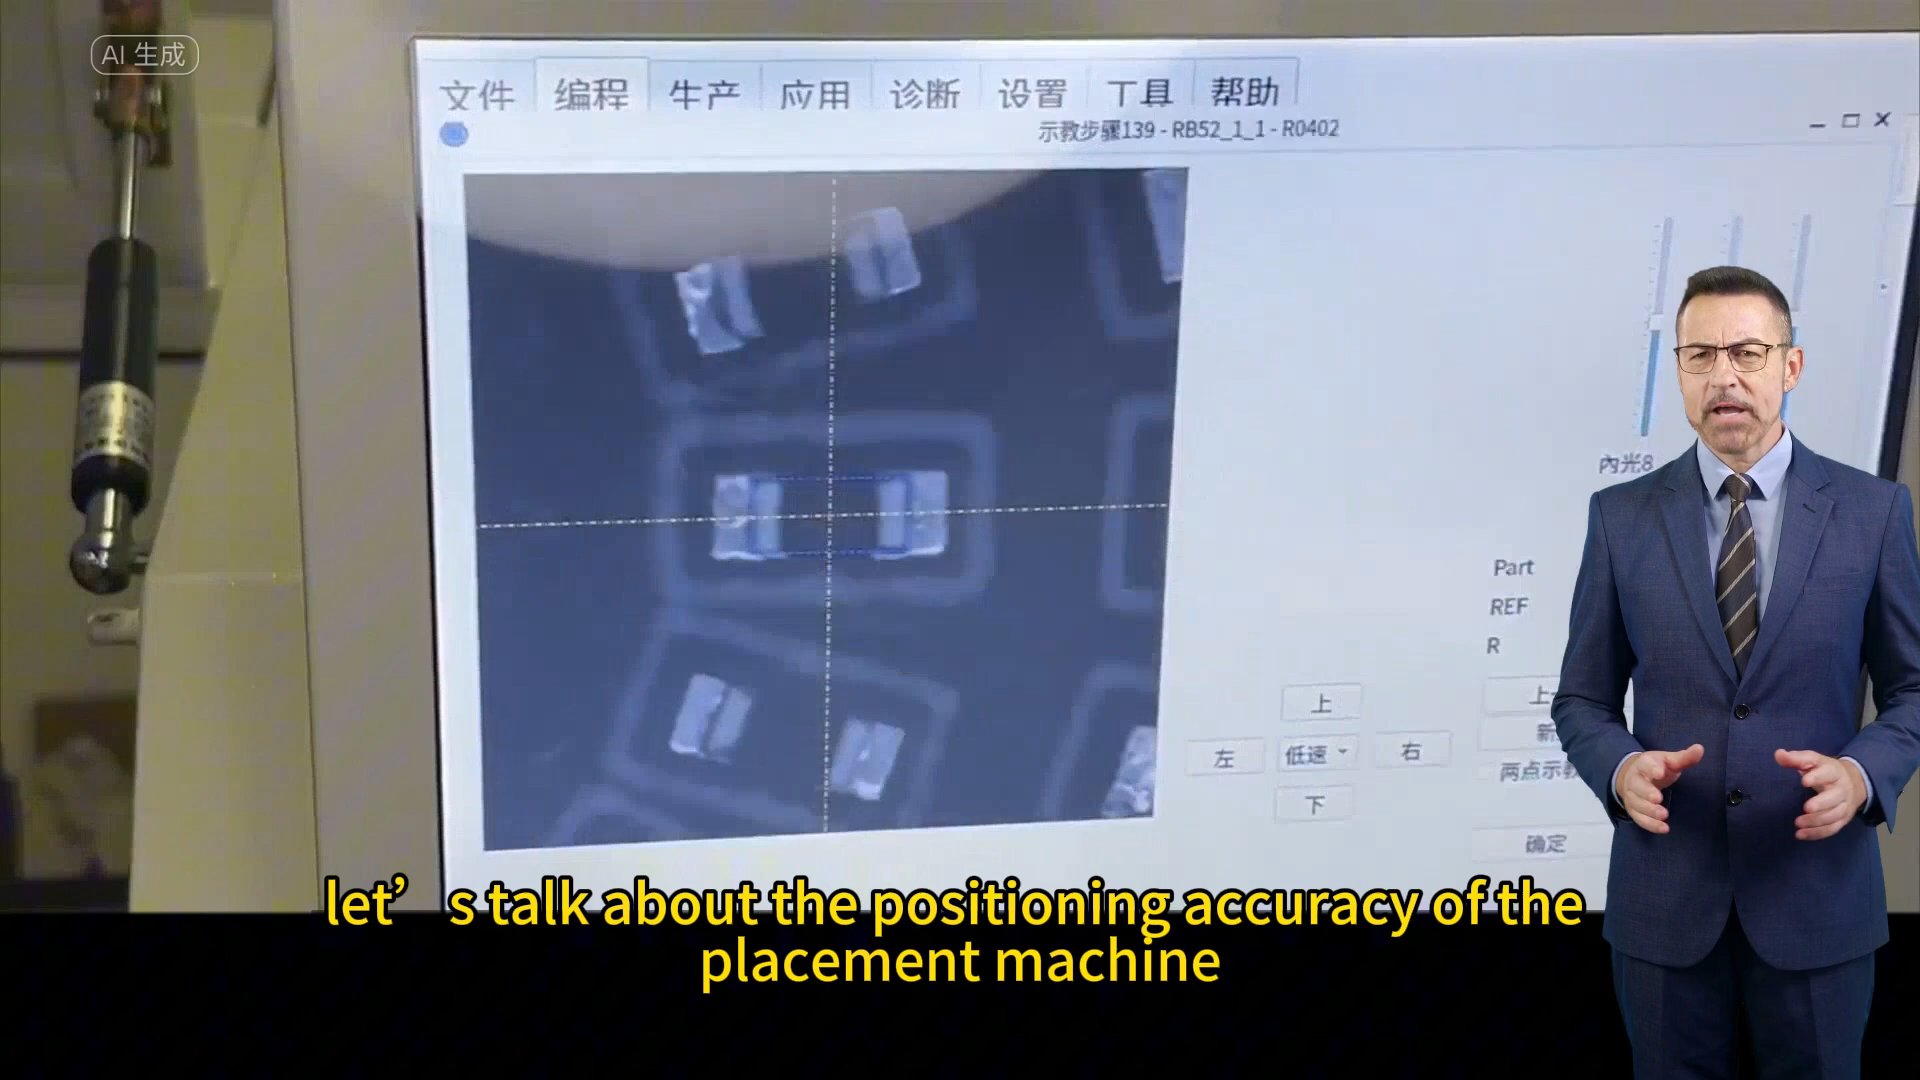 AI 生成
文件 编程 生产 应用 诊断 设置 工具 帮助
示教步骤139 - RB52_1_1 - R0402
内光8
Part
REF
R
上
左 低速 右
下
两点示教
确定
let’s talk about the positioning accuracy of the
placement machine